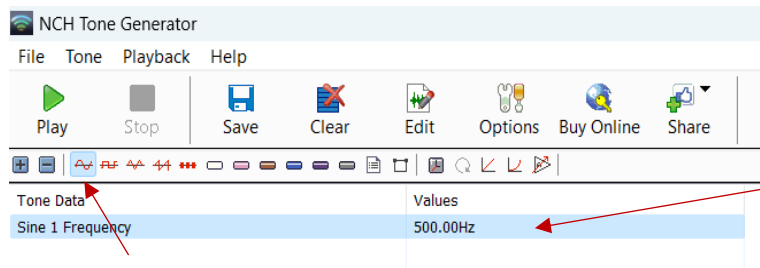 NCH Tone Generator
File Tone Playback Help
Play Stop Save Clear Edit Options Buy Online Share
Tone Data Values
Sine 1 Frequency 500.00Hz